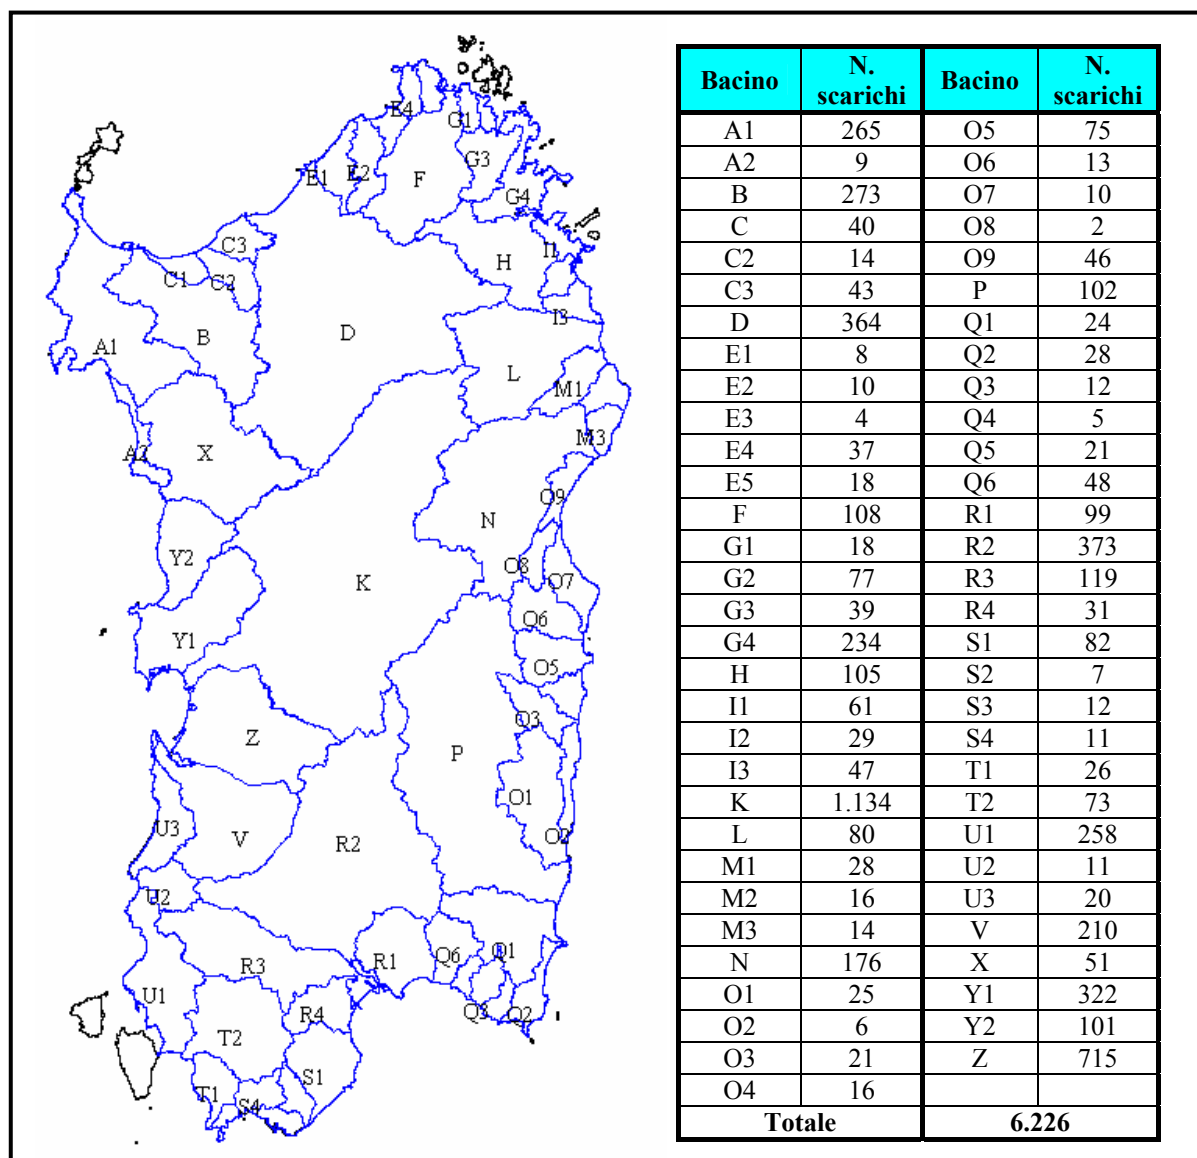 E4
G1
G3
E1 E2 F
G4
C3
I1
H
C1 C2
I3
D
B
A1
L
M1
M3
A2 X
O9
N
Y2
O8
K
O7
Q6
Y1
O5
Q3
Z
P
O1
U3
V
R2
O2
U2
Q1
R3 R1 Q6
U1
R4
Q3 Q2
T2
S1
T1
S4
Bacino N. scarichi Bacino N. scarichi
A1 265 O5 75
A2 9 O6 13
B 273 O7 10
C 40 O8 2
C2 14 O9 46
C3 43 P 102
D 364 Q1 24
E1 8 Q2 28
E2 10 Q3 12
E3 4 Q4 5
E4 37 Q5 21
E5 18 Q6 48
F 108 R1 99
G1 18 R2 373
G2 77 R3 119
G3 39 R4 31
G4 234 S1 82
H 105 S2 7
I1 61 S3 12
I2 29 S4 11
I3 47 T1 26
K 1.134 T2 73
L 80 U1 258
M1 28 U2 11
M2 16 U3 20
M3 14 V 210
N 176 X 51
O1 25 Y1 322
O2 6 Y2 101
O3 21 Z 715
O4 16
Totale 6.226